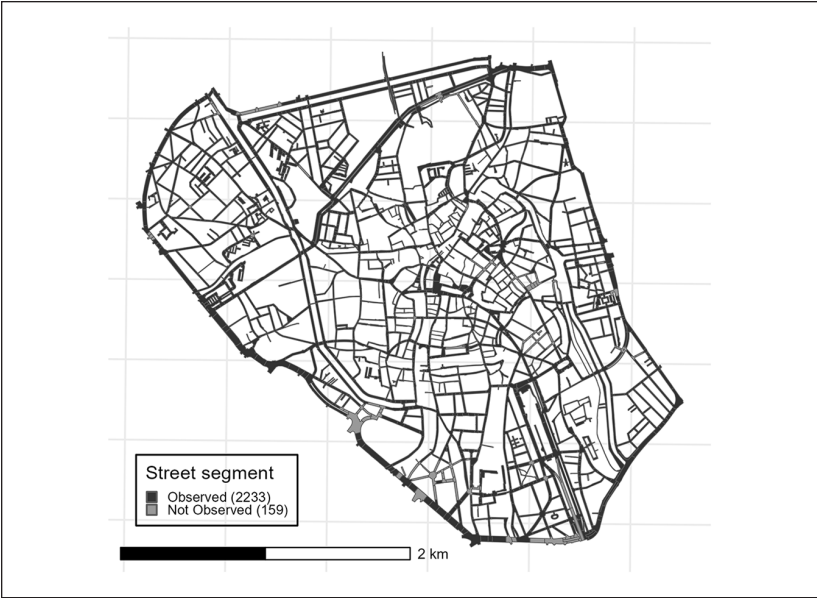 Street segment
Observed (2233)
Not Observed (159)
2 km